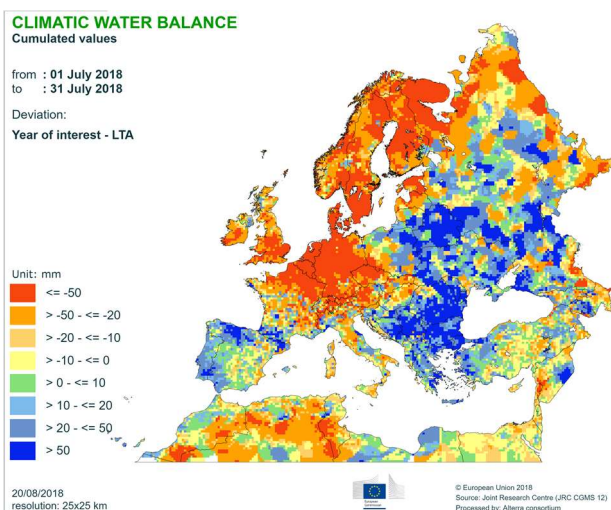 CLIMATIC WATER BALANCE
Cumulated values
from : 01 July 2018
to : 31 July 2018
Deviation:
Year of interest - LTA
Unit: mm
<= -50
> -50 - <= -20
> -20 - <= -10
> -10 - <= 0
> 0 - <= 10
> 10 - <= 20
> 20 - <= 50
> 50
20/08/2018
resolution: 25x25 km
European
Commission
© European Union 2018
Source: Joint Research Centre (JRC CGMS 12)
Processed by: Alterra consortium